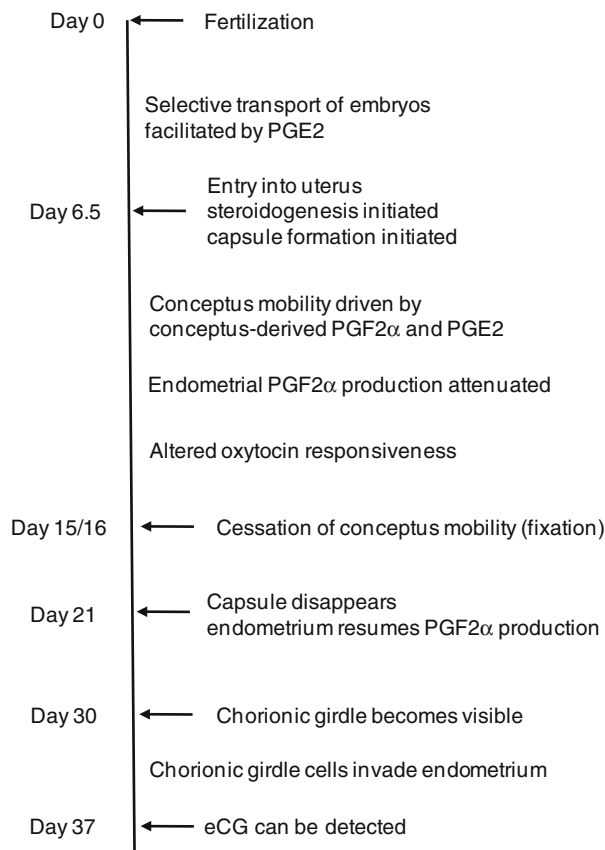 Day 0 Fertilization
Selective transport of embryos
facilitated by PGE2
Entry into uterus
Day 6.5 steroidogenesis initiated
capsule formation initiated
Conceptus mobility driven by
conceptus-derived PGF2α and PGE2
Endometrial PGF2α production attenuated
Altered oxytocin responsiveness
Day 15/16 Cessation of conceptus mobility (fixation)
Capsule disappears
Day 21 endometrium resumes PGF2α production
Day 30 Chorionic girdle becomes visible
Chorionic girdle cells invade endometrium
Day 37 eCG can be detected